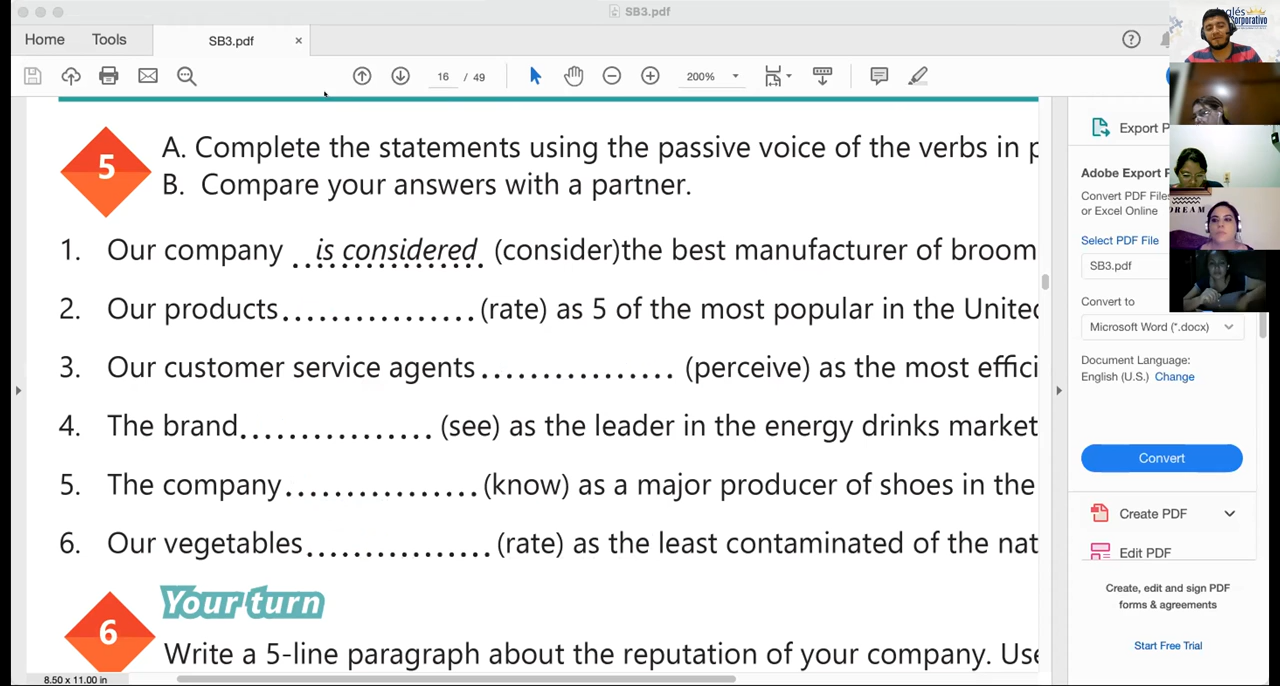 SB3.pdf
Home Tools SB3.pdf ×
16 / 49 200%
Inglés
Corporativo
DREAM
5
A. Complete the statements using the passive voice of the verbs in
B. Compare your answers with a partner.
1. Our company is considered (consider)the best manufacturer of broom
2. Our products................(rate) as 5 of the most popular in the
3. Our customer service agents................ (perceive) as the most
4. The brand................ (see) as the leader in the energy drinks market
5. The company................(know) as a major producer of shoes in the
6. Our vegetables................ (rate) as the least contaminated of the
Your turn
6
Write a 5-line paragraph about the reputation of your company.
8.50 x 11.00 in
Export
Adobe Export
Convert PDF
or Excel Online
Select PDF File
SB3.pdf
Convert to
Microsoft Word (*.docx)
Document Language:
English (U.S.) Change
Convert
Create PDF
Edit PDF
Create, edit and sign PDF
forms & agreements
Start Free Trial